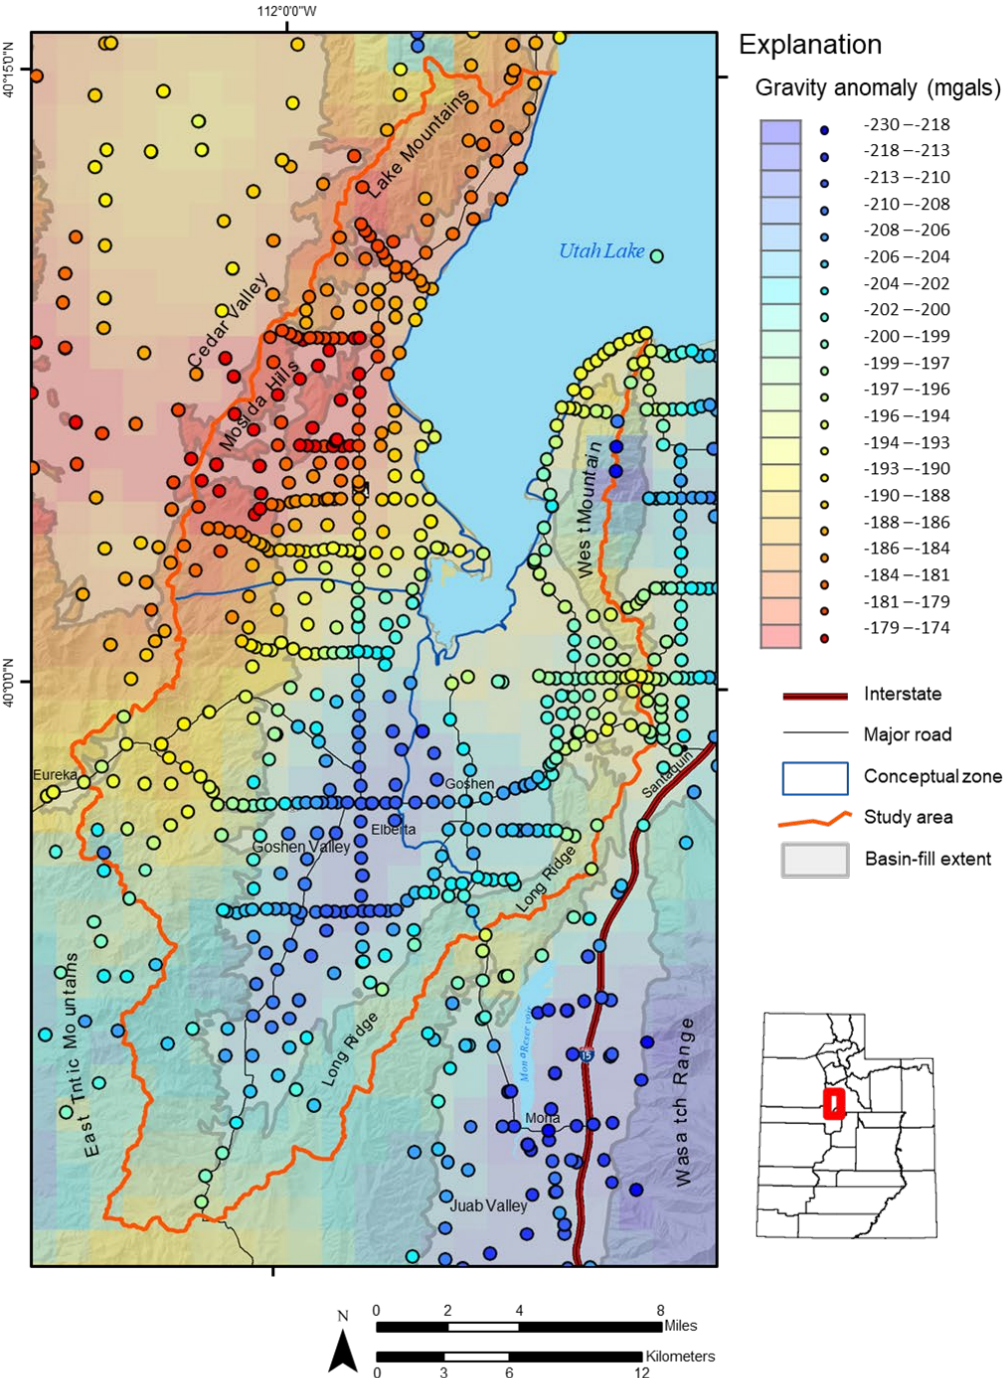 112°0'0"W
40°15'0"N
40°0'0"N
Lake Mountains
Utah Lake
Cedar Valley
Mosida Hills
West Mountain
Eureka
Goshen
Santaquin
Elberta
Goshen Valley
Long Ridge
East Tntic Mountains
Long Ridge
Mona Reservoir
15
Mona
Wasatch Range
Juab Valley
Explanation
Gravity anomaly (mgals)
-230 – -218
-218 – -213
-213 – -210
-210 – -208
-208 – -206
-206 – -204
-204 – -202
-202 – -200
-200 – -199
-199 – -197
-197 – -196
-196 – -194
-194 – -193
-193 – -190
-190 – -188
-188 – -186
-186 – -184
-184 – -181
-181 – -179
-179 – -174
Interstate
Major road
Conceptual zone
Study area
Basin-fill extent
N
0 2 4 8
Miles
Kilometers
0 3 6 12